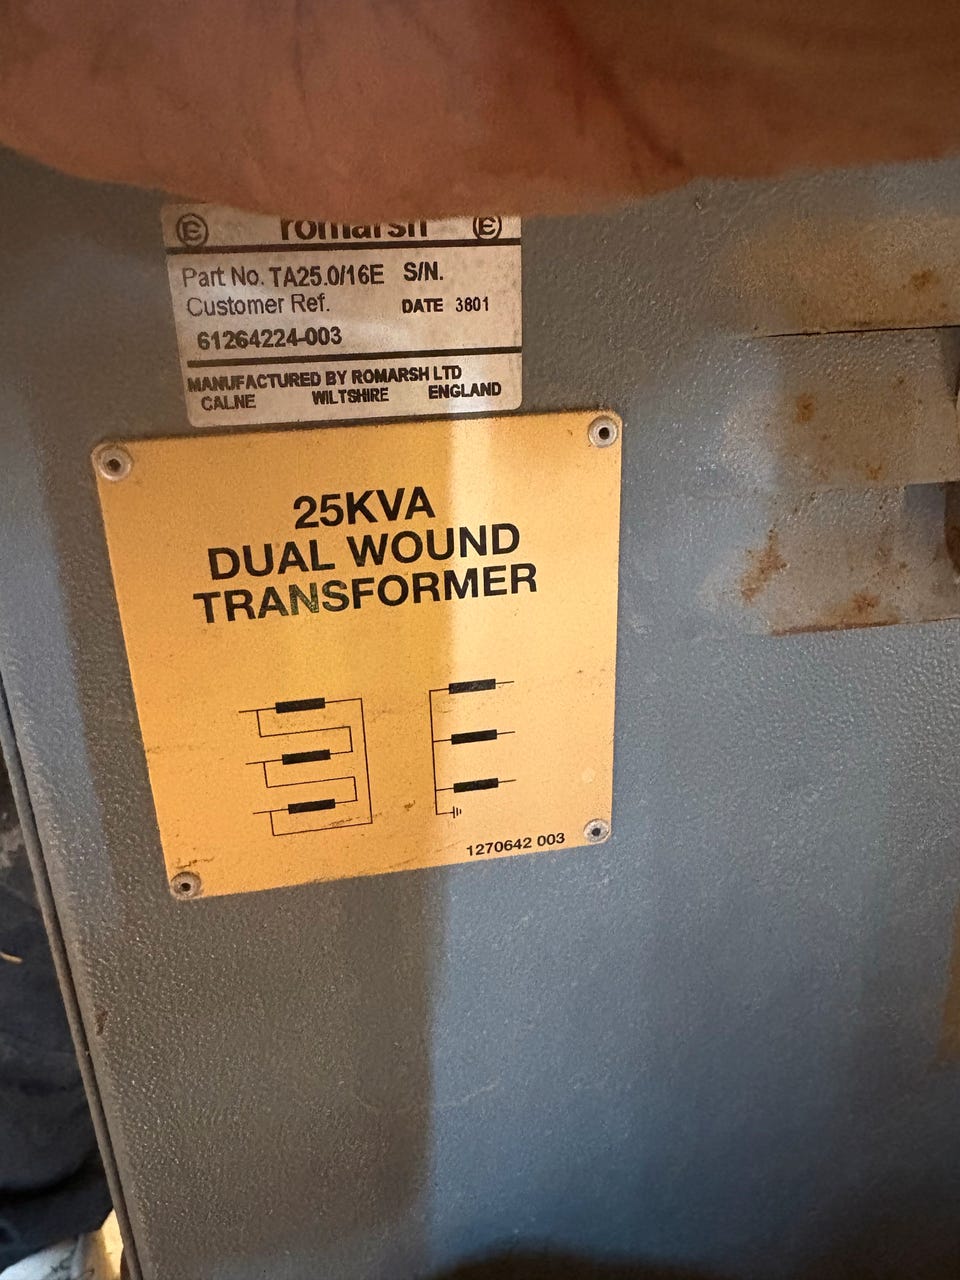 romarsh
Part No. TA25.0/16E S/N.
Customer Ref. DATE 3801
61264224-003
MANUFACTURED BY ROMARSH LTD
CALNE WILTSHIRE ENGLAND
25KVA
DUAL WOUND
TRANSFORMER
1270642 003